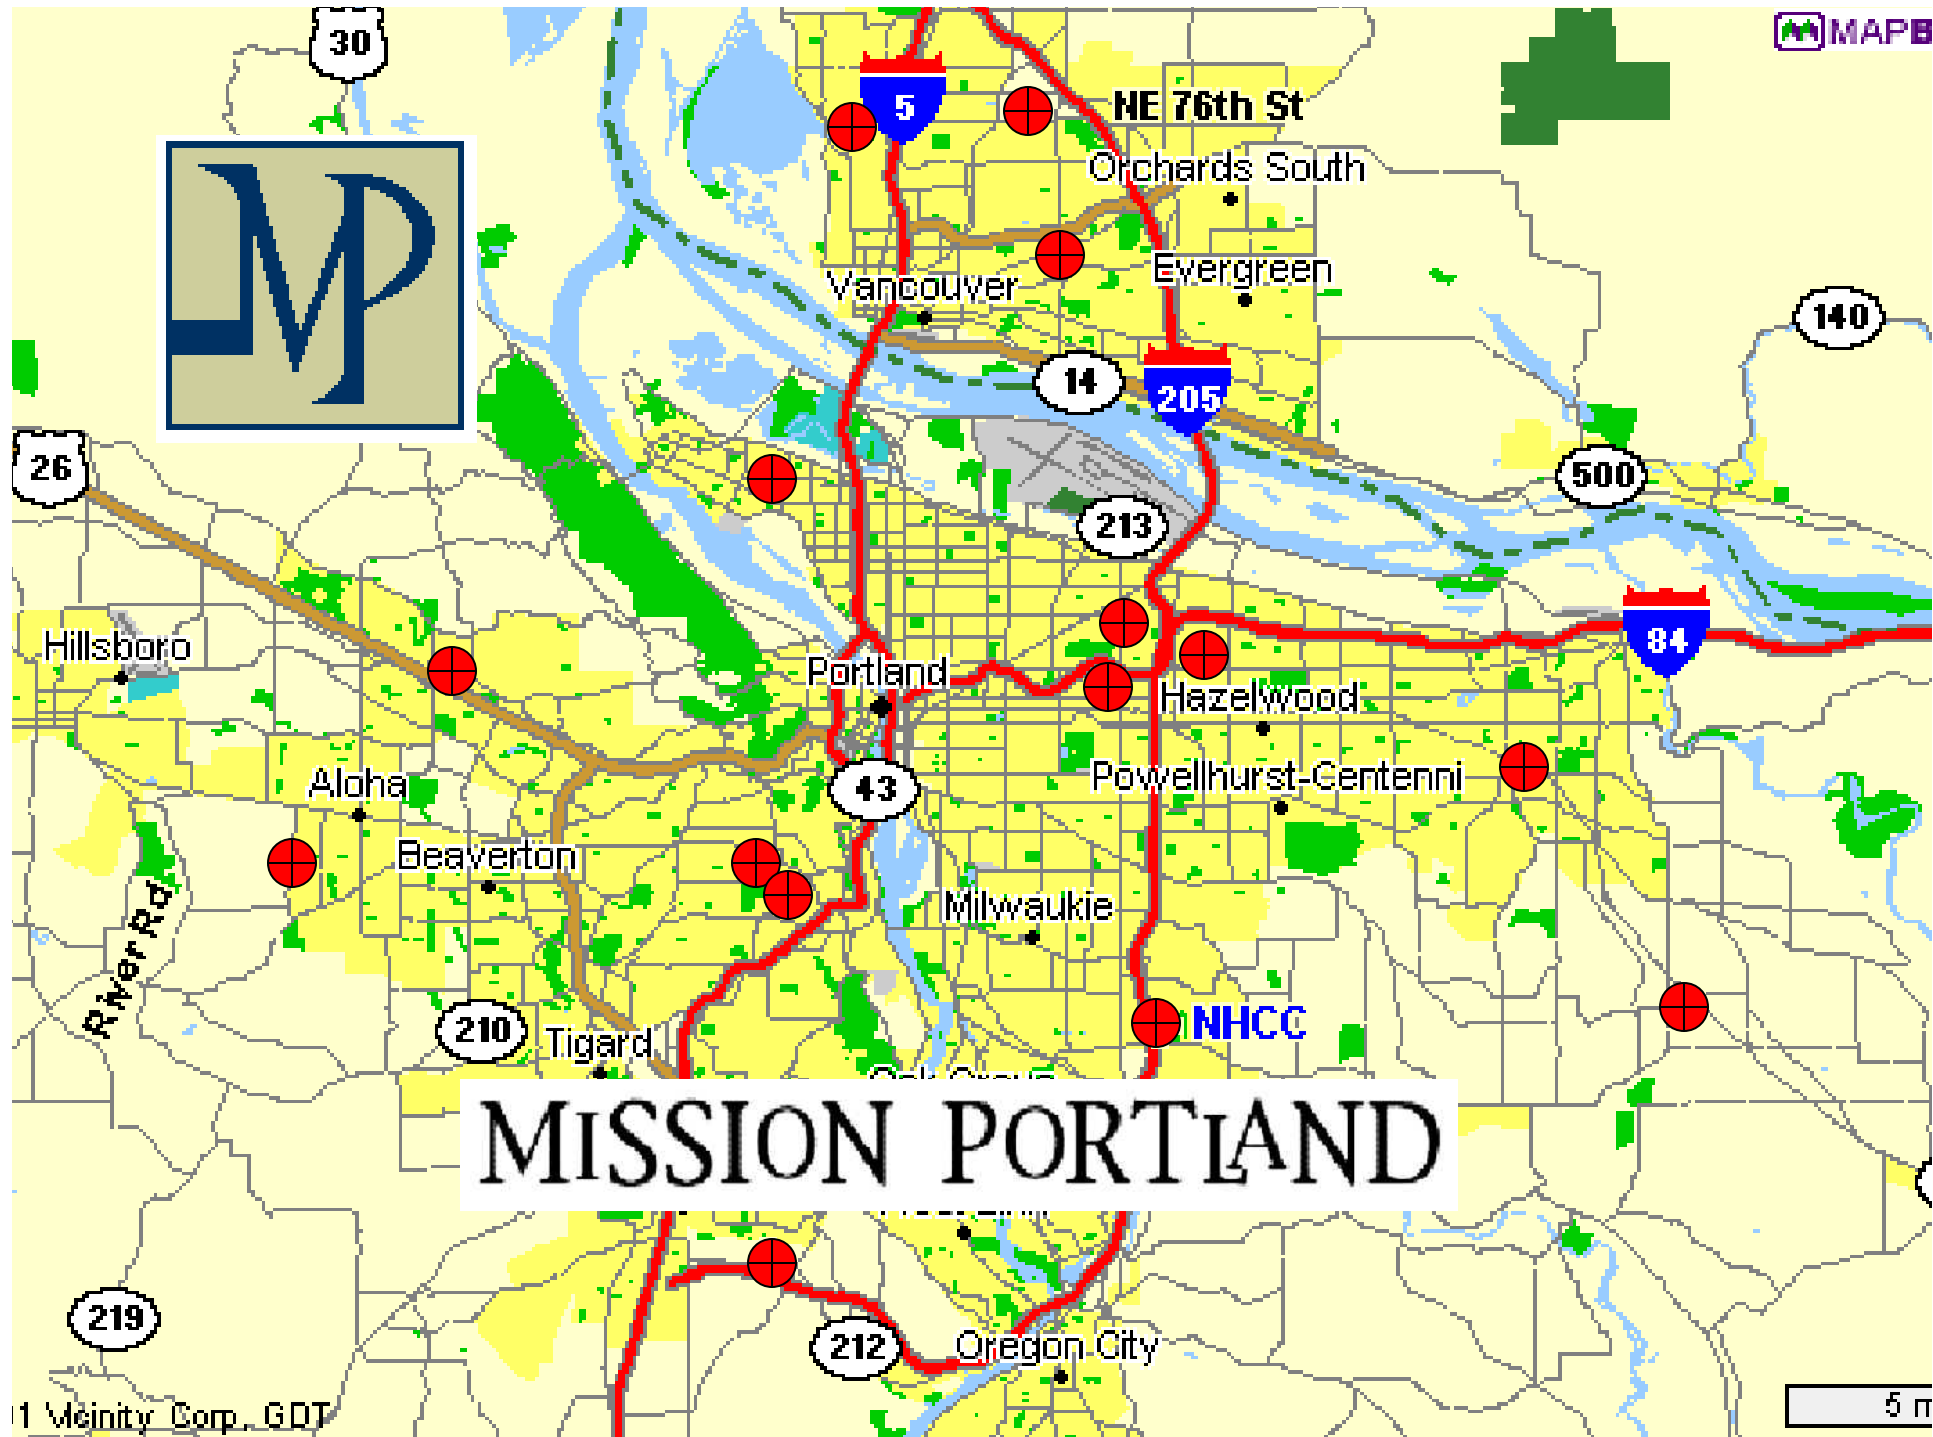 30
MAPB
5
NE 76th St
Orchards South
MP
Vancouver
Evergreen
140
14
205
26
500
213
Hillsboro
84
Portland
Hazelwood
Aloha
43
Powellhurst-Centenni
Beaverton
Milwaukie
River Rd
210
Tigard
NHCC
MISSION PORTLAND
219
212
Oregon City
1 Vicinity Corp, GDT
5 m